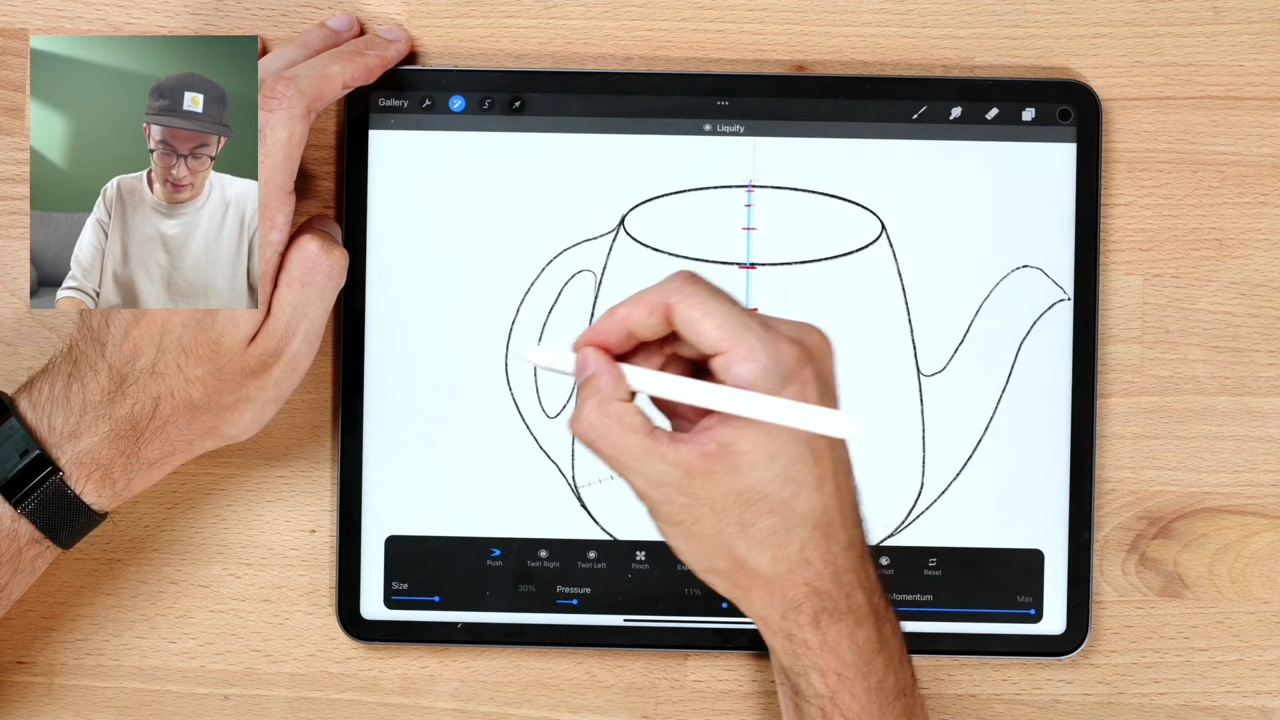 Gallery
Liquify
Push
Twirl Right
Twirl Left
Pinch
Reset
Size
30%
Pressure
11%
Momentum
Max